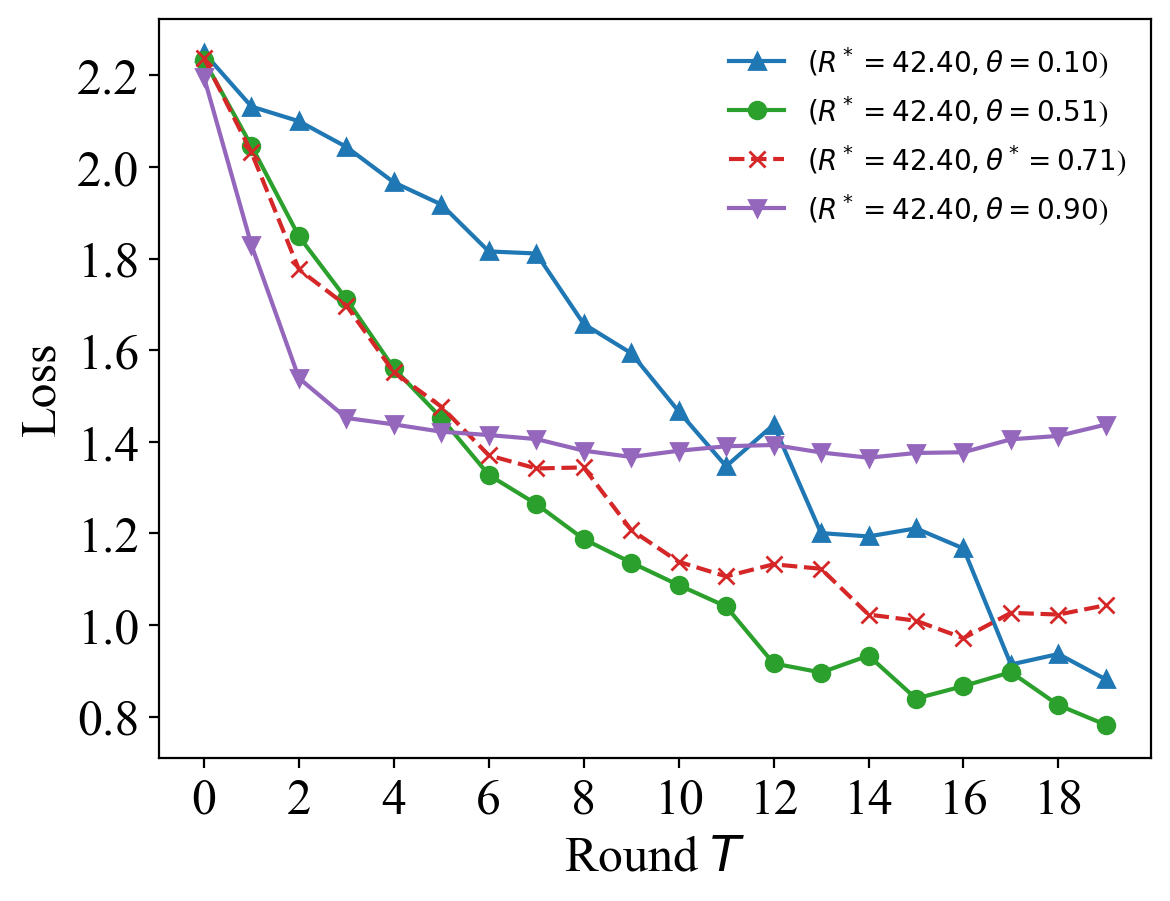 2.2
2.0
1.8
1.6
1.4
1.2
1.0
0.8
Loss
(R* = 42.40, θ = 0.10)
(R* = 42.40, θ = 0.51)
(R* = 42.40, θ* = 0.71)
(R* = 42.40, θ = 0.90)
0 2 4 6 8 10 12 14 16 18
Round T